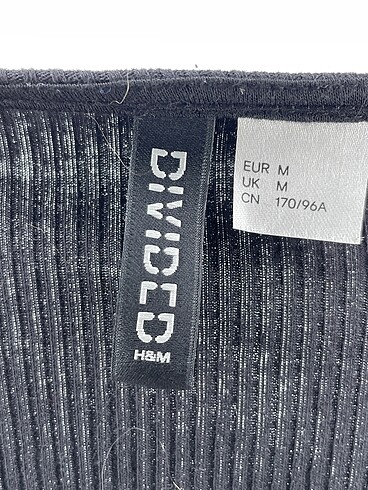 DIVIDED
H&M
EUR M
UK M
CN 170/96A